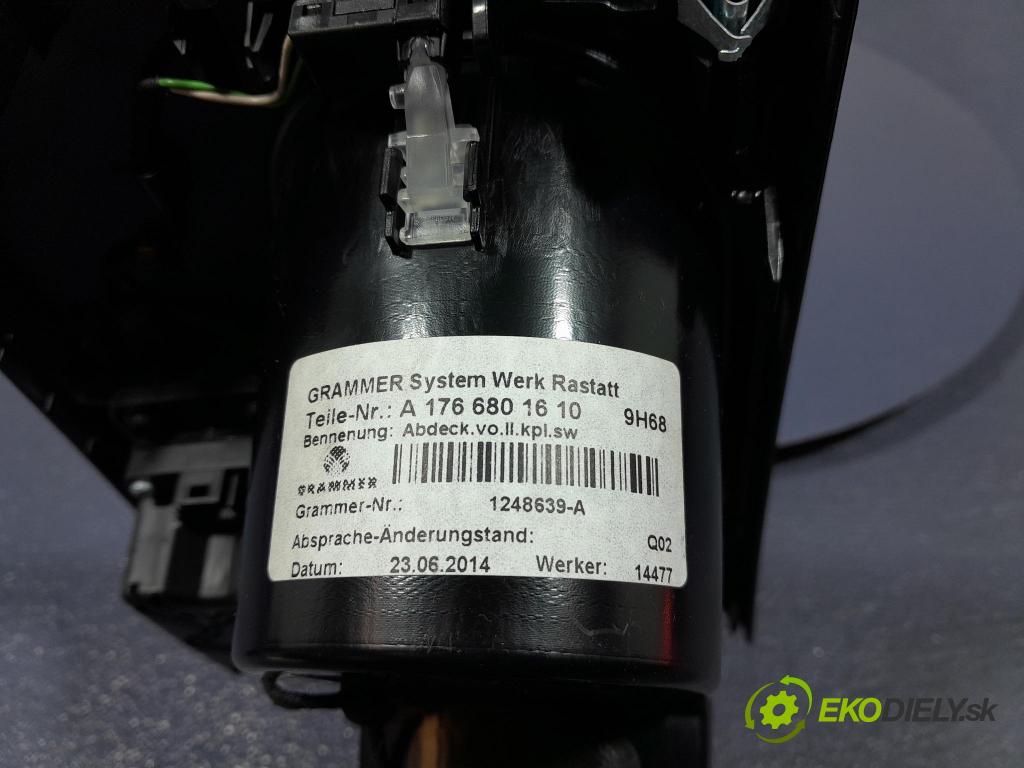 GRAMMER System Werk Rastatt
Teile-Nr.: A 176 680 16 10 9H68
Bennenung: Abdeck.vo.ll.kpl.sw
GRAMMER
Grammer-Nr.: 1248639-A
Absprache-Änderungstand: Q02
Datum: 23.06.2014 Werker: 14477
EKODIELY.sk